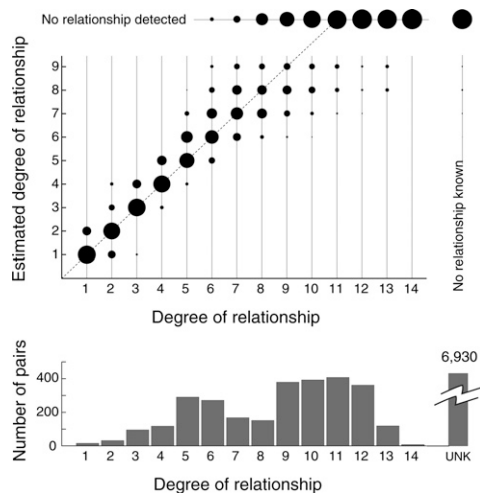 No relationship detected
Estimated degree of relationship
9
8
7
6
5
4
3
2
1
1 2 3 4 5 6 7 8 9 10 11 12 13 14
Degree of relationship
No relationship known
Number of pairs
400
200
0
6,930
1 2 3 4 5 6 7 8 9 10 11 12 13 14 UNK
Degree of relationship